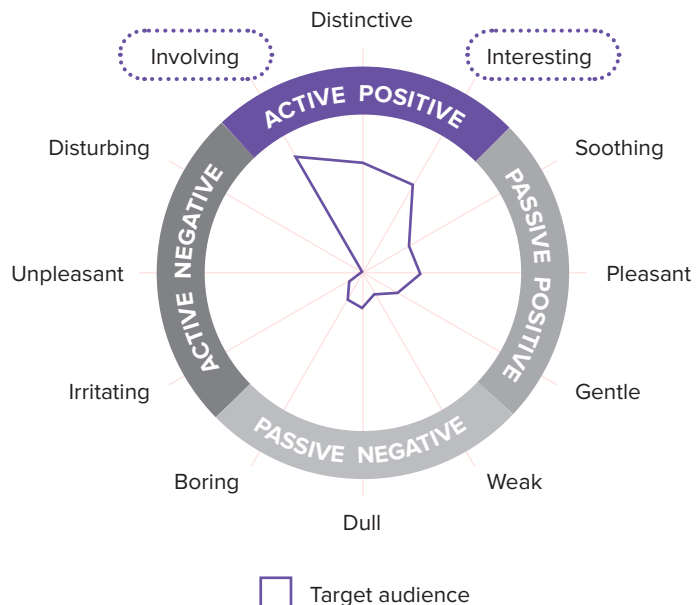 Distinctive
Involving
Interesting
ACTIVE POSITIVE
Disturbing
Soothing
ACTIVE NEGATIVE
PASSIVE POSITIVE
Unpleasant
Pleasant
Irritating
Gentle
PASSIVE NEGATIVE
Boring
Weak
Dull
Target audience